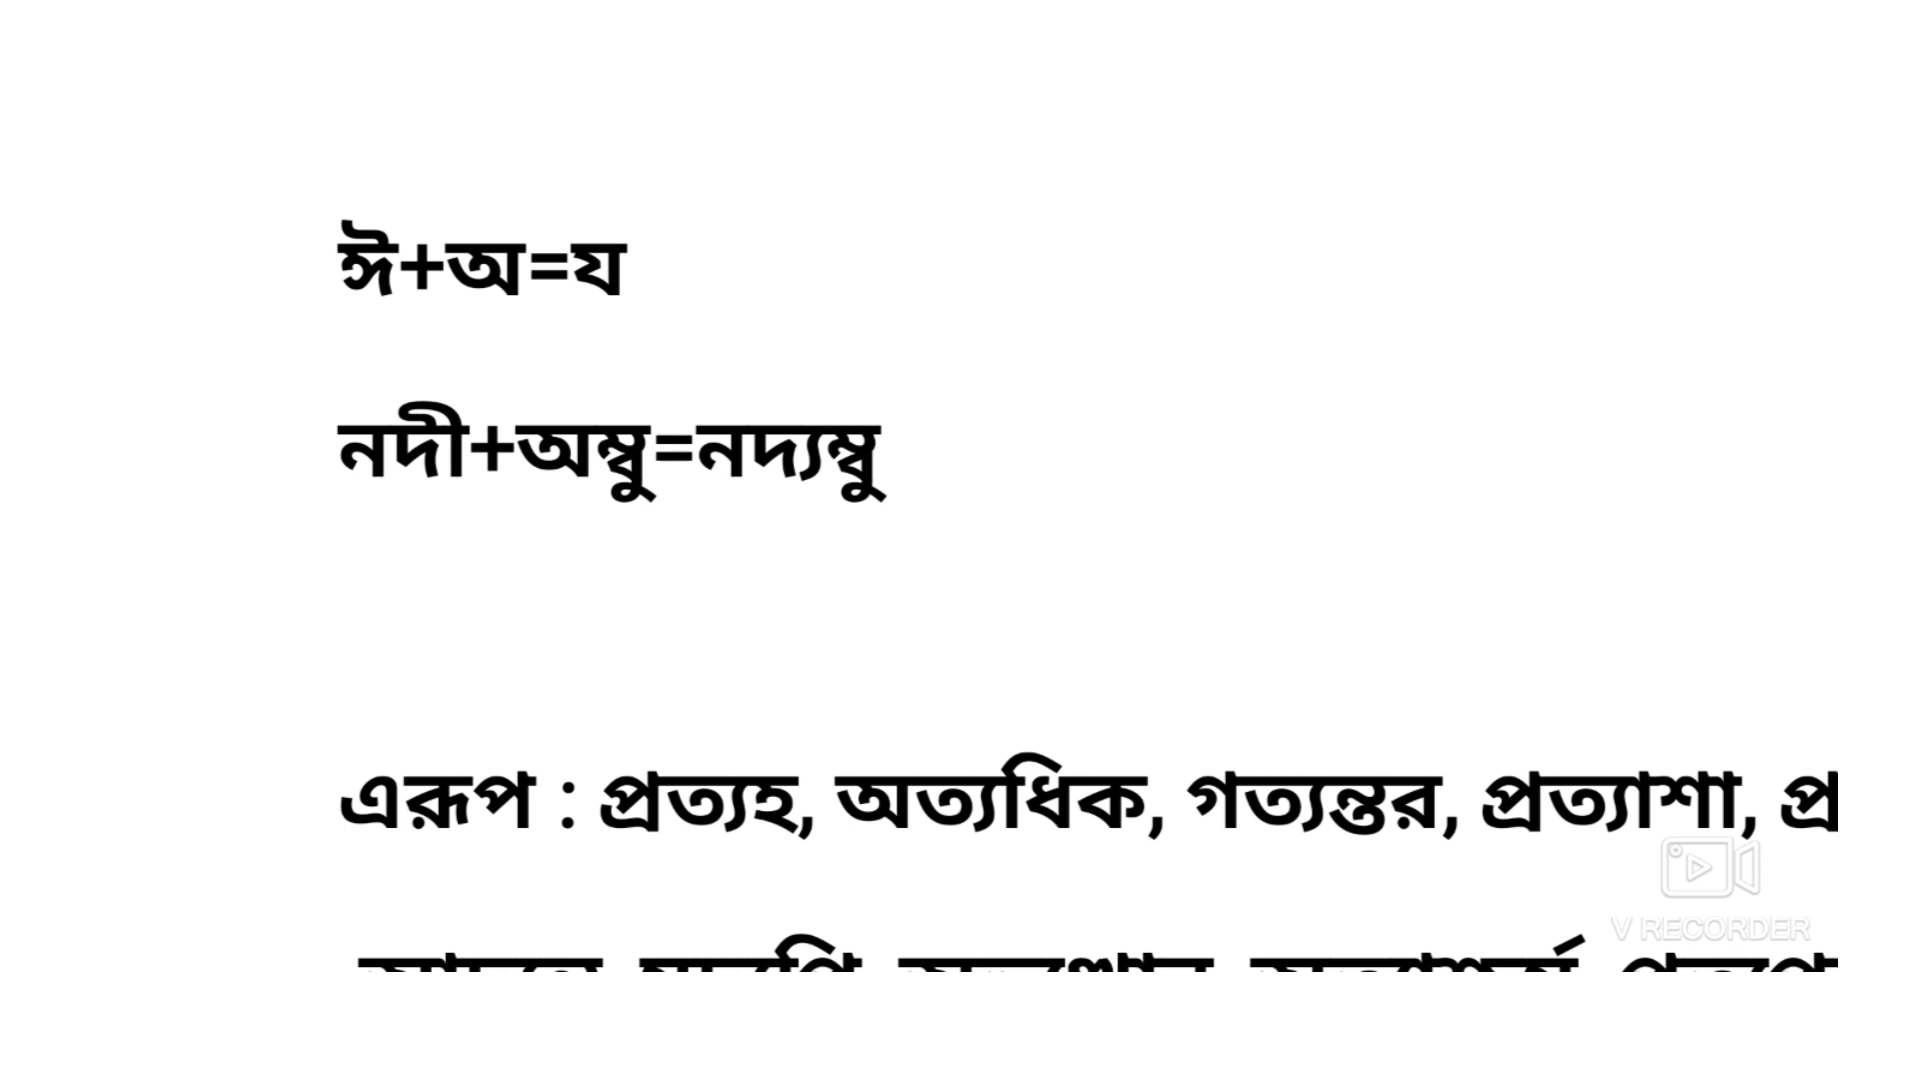 ঈ+অ=য
নদী+অম্বু=নদ্যম্বু
এরূপ : প্রত্যহ, অত্যধিক, গত্যন্তর, প্রত্যাশা,
V RECORDER